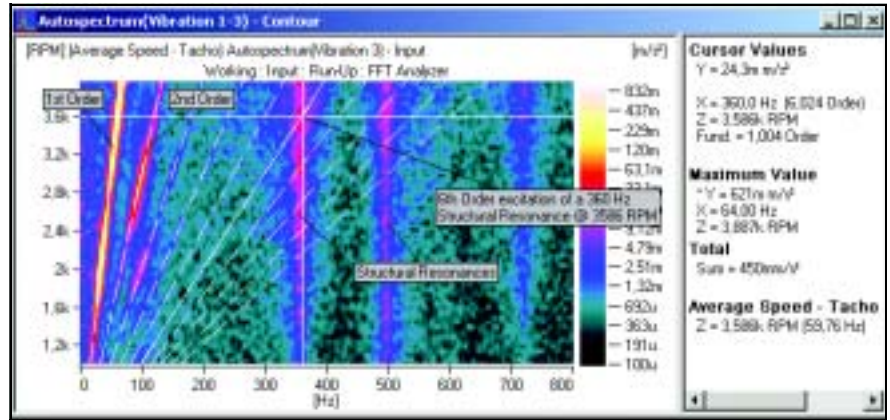 Autospectrum(Vibration 1-3) - Contour
[RPM] (Average Speed - Tacho) Autospectrum(Vibration 3) - Input
[m/s²]
Working : Input : Run-Up : FFT Analyzer
1st Order
2nd Order
3.6k
3.2k
2.8k
2.4k
2k
1.6k
1.2k
6th Order excitation of a 360 Hz
Structural Resonance @ 3586 RPM
Structural Resonances
0 100 200 300 400 500 600 700 800
[Hz]
832m
437m
229m
120m
63,1m
33,1m
9,12m
4,79m
2,51m
1,32m
692u
363u
191u
100u
Cursor Values
Y = 24,3m m/s²
X = 360,0 Hz (6,024 Order)
Z = 3.586k RPM
Fund. = 1,004 Order
Maximum Value
* Y = 621m m/s²
X = 64,00 Hz
Z = 3.887k RPM
Total
Sum = 450mm/s²
Average Speed - Tacho
Z = 3.586k RPM (59,76 Hz)